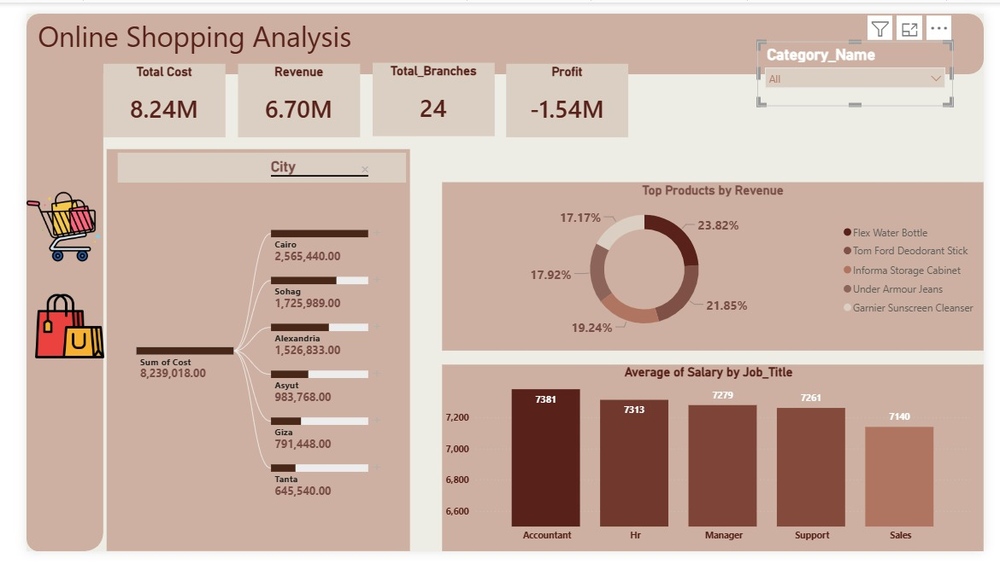 Online Shopping Analysis
Category_Name
All
Total Cost
8.24M
Revenue
6.70M
Total_Branches
24
Profit
-1.54M
City
Sum of Cost
8,239,018.00
Cairo
2,565,440.00
Sohag
1,725,989.00
Alexandria
1,526,833.00
Asyut
983,768.00
Giza
791,448.00
Tanta
645,540.00
Top Products by Revenue
17.17%
23.82%
17.92%
21.85%
19.24%
Flex Water Bottle
Tom Ford Deodorant Stick
Informa Storage Cabinet
Under Armour Jeans
Garnier Sunscreen Cleanser
Average of Salary by Job_Title
7,200
7,000
6,800
6,600
7381
7313
7279
7261
7140
Accountant
Hr
Manager
Support
Sales